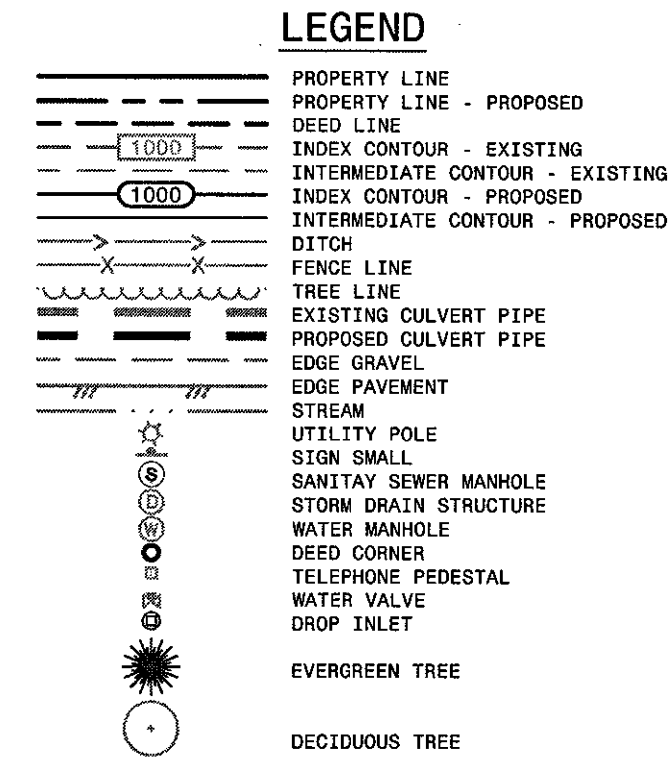 LEGEND
PROPERTY LINE
PROPERTY LINE - PROPOSED
DEED LINE
1000 INDEX CONTOUR - EXISTING
INTERMEDIATE CONTOUR - EXISTING
1000 INDEX CONTOUR - PROPOSED
INTERMEDIATE CONTOUR - PROPOSED
DITCH
X X FENCE LINE
TREE LINE
EXISTING CULVERT PIPE
PROPOSED CULVERT PIPE
EDGE GRAVEL
EDGE PAVEMENT
STREAM
UTILITY POLE
SIGN SMALL
S SANITAY SEWER MANHOLE
D STORM DRAIN STRUCTURE
W WATER MANHOLE
DEED CORNER
TELEPHONE PEDESTAL
WATER VALVE
DROP INLET
EVERGREEN TREE
DECIDUOUS TREE